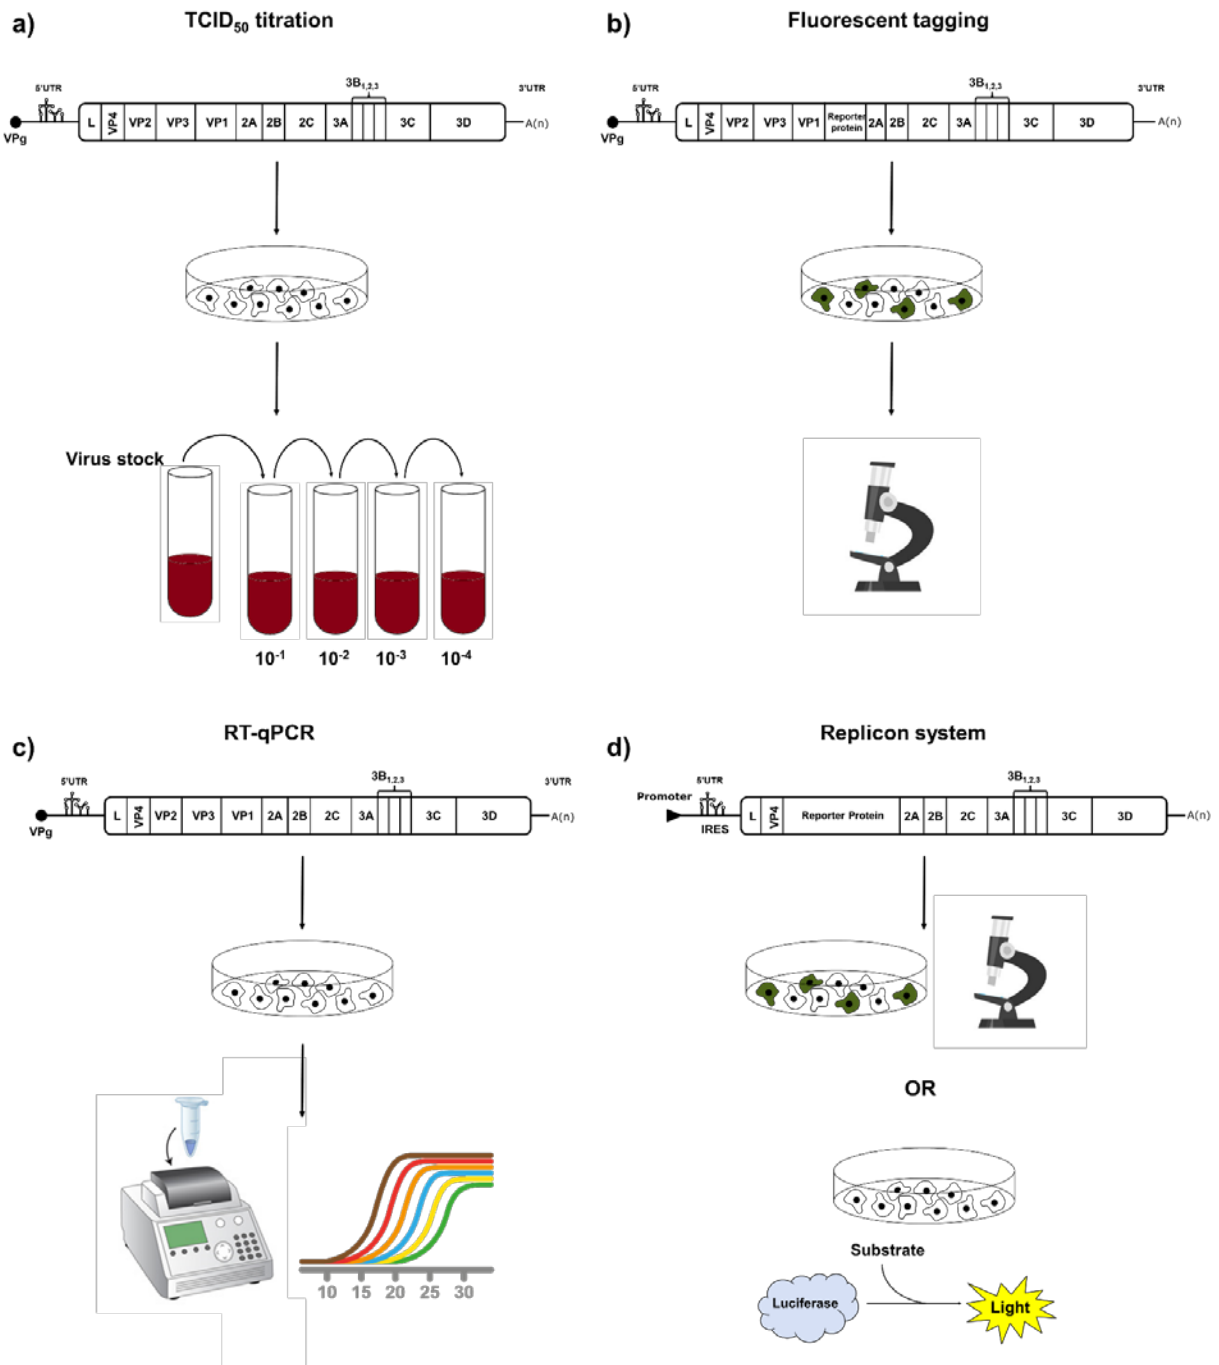 a)
TCID50 titration
5'UTR
3B1,2,3
3'UTR
VPg
L VP4 VP2 VP3 VP1 2A 2B 2C 3A 3C 3D
A(n)
Virus stock
10-1 10-2 10-3 10-4
b)
Fluorescent tagging
5'UTR
3B1,2,3
3'UTR
VPg
L VP4 VP2 VP3 VP1 Reporter protein 2A 2B 2C 3A 3C 3D
A(n)
c)
RT-qPCR
5'UTR
3B1,2,3
3'UTR
VPg
L VP4 VP2 VP3 VP1 2A 2B 2C 3A 3C 3D
A(n)
10 15 20 25 30
d)
Replicon system
Promoter
5'UTR
3B1,2,3
3'UTR
IRES
L VP4 Reporter Protein 2A 2B 2C 3A 3C 3D
A(n)
OR
Substrate
Luciferase
Light